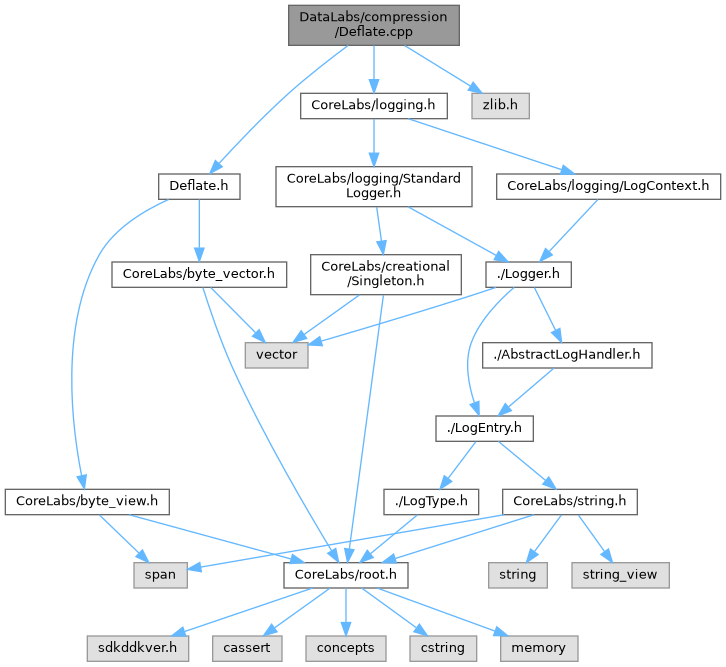 DataLabs/compression
/Deflate.cpp
CoreLabs/logging.h
zlib.h
Deflate.h
CoreLabs/logging/Standard
Logger.h
CoreLabs/logging/LogContext.h
CoreLabs/byte_vector.h
CoreLabs/creational
/Singleton.h
./Logger.h
vector
./AbstractLogHandler.h
./LogEntry.h
CoreLabs/byte_view.h
./LogType.h
CoreLabs/string.h
span
CoreLabs/root.h
string
string_view
sdkddkver.h
cassert
concepts
cstring
memory